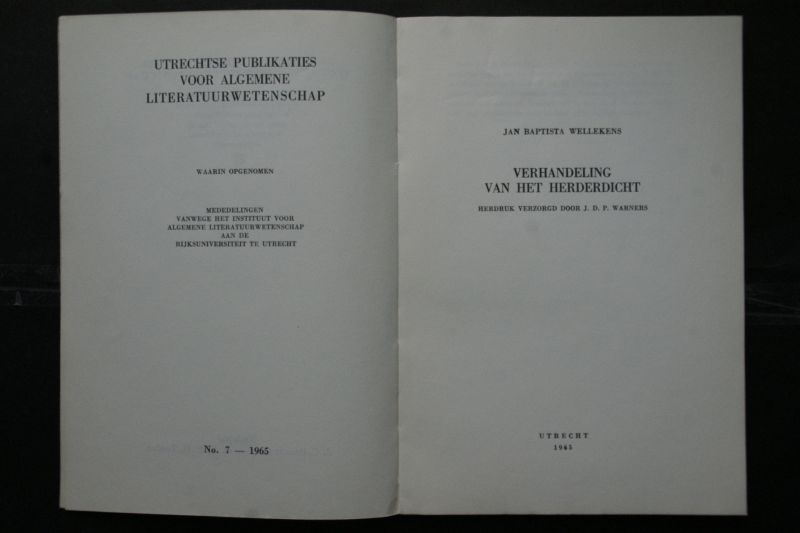 UTRECHTSE PUBLIKATIES
VOOR ALGEMENE
LITERATUURWETENSCHAP
WAARIN OPGENOMEN
MEDEDELINGEN
VANWEGE HET INSTITUUT VOOR
ALGEMENE LITERATUURWETENSCHAP
AAN DE
RIJKSUNIVERSITEIT TE UTRECHT
No. 7 — 1965
JAN BAPTISTA WELLEKENS
VERHANDELING
VAN HET HERDERDICHT
HERDRUK VERZORGD DOOR J. D. P. WARNERS
UTRECHT
1965